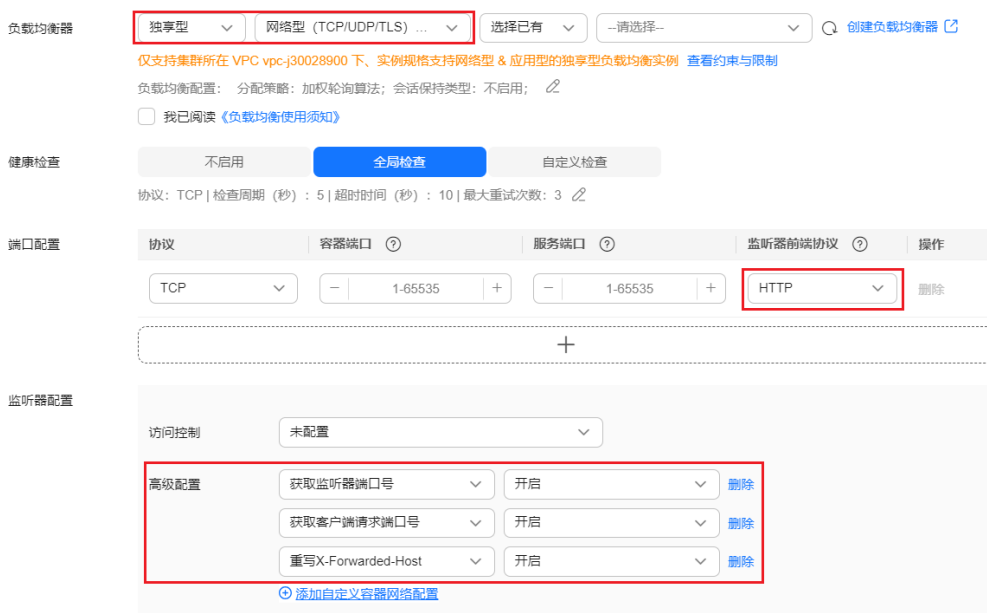 负载均衡器 独享型 网络型 (TCP/UDP/TLS) ... 选择已有 --请选择-- 创建负载均衡器
仅支持集群所在 VPC vpc-j30028900 下、实例规格支持网络型 & 应用型的独享型负载均衡实例 查看约束与限制
负载均衡配置: 分配策略: 加权轮询算法; 会话保持类型: 不启用;
我已阅读《负载均衡使用须知》
健康检查 不启用 全局检查 自定义检查
协议: TCP | 检查周期 (秒) : 5 | 超时时间 (秒) : 10 | 最大重试次数: 3
端口配置 协议 容器端口 ? 服务端口 ? 监听器前端协议 ? 操作
TCP − 1-65535 + − 1-65535 + HTTP 删除
+
监听器配置
访问控制 未配置
高级配置 获取监听器端口号 开启 删除
获取客户端请求端口号 开启 删除
重写X-Forwarded-Host 开启 删除
添加自定义容器网络配置